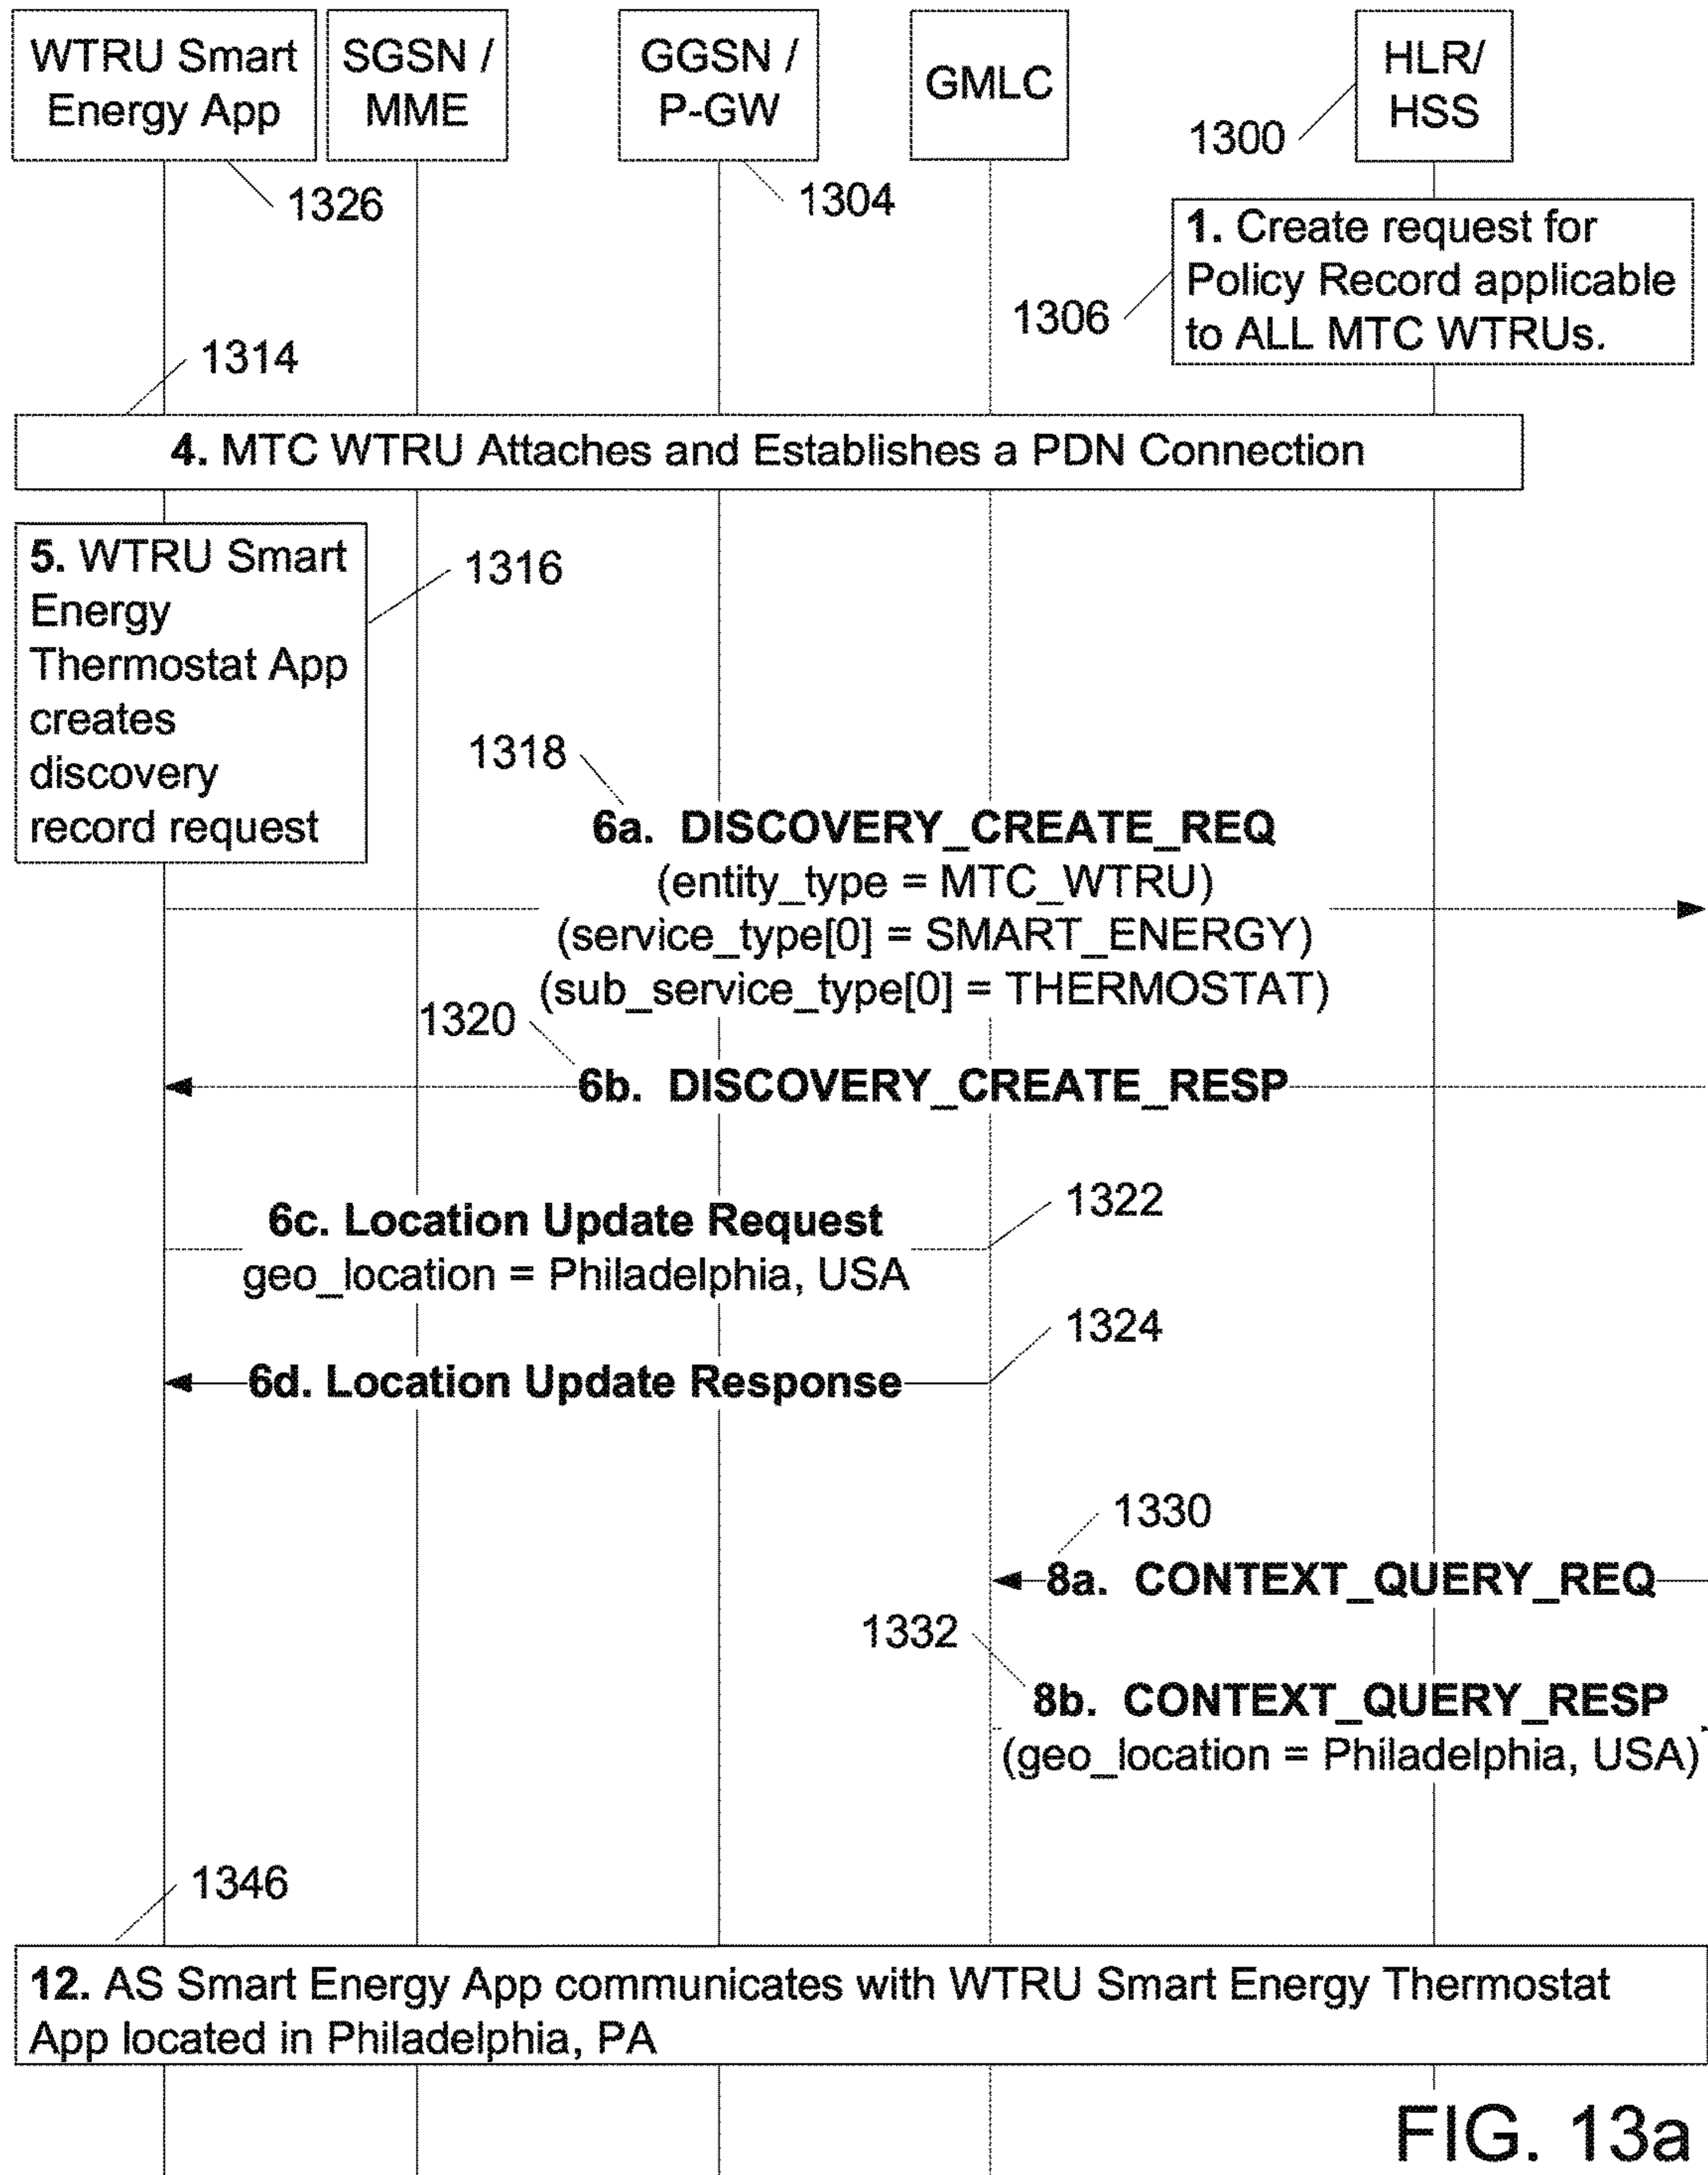 WTRU Smart
Energy App
SGSN /
MME
GGSN /
P-GW
GMLC
HLR/
HSS
1300
1326
1304
1. Create request for
Policy Record applicable
to ALL MTC WTRUs.
1306
1314
4. MTC WTRU Attaches and Establishes a PDN Connection
5. WTRU Smart
Energy
Thermostat App
creates
discovery
record request
1316
1318
6a. DISCOVERY_CREATE_REQ
(entity_type = MTC_WTRU)
(service_type[0] = SMART_ENERGY)
(sub_service_type[0] = THERMOSTAT)
1320
6b. DISCOVERY_CREATE_RESP
1322
6c. Location Update Request
geo_location = Philadelphia, USA
1324
6d. Location Update Response
1330
8a. CONTEXT_QUERY_REQ
1332
8b. CONTEXT_QUERY_RESP
(geo_location = Philadelphia, USA)
1346
12. AS Smart Energy App communicates with WTRU Smart Energy Thermostat
App located in Philadelphia, PA
FIG. 13a